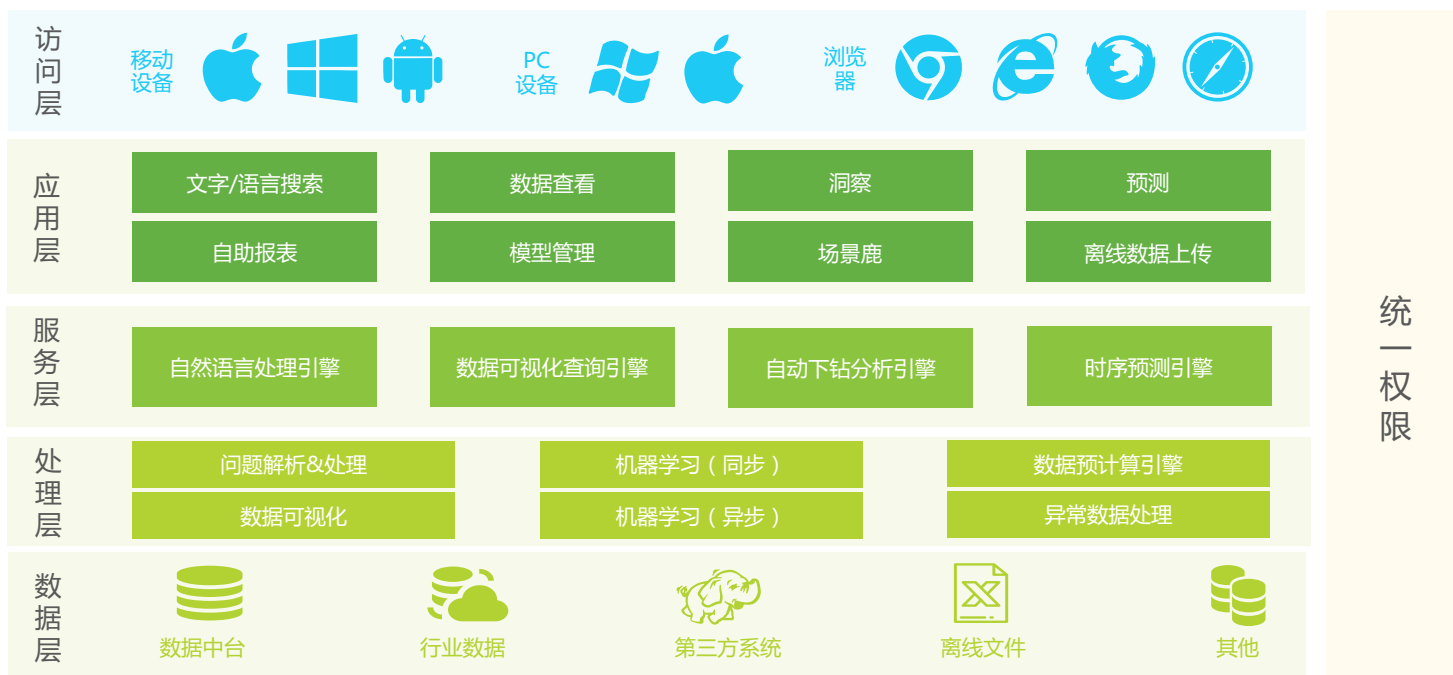 访问层
移动
设备
PC
设备
浏览
器
应用层
文字/语言搜索
数据查看
洞察
预测
自助报表
模型管理
场景鹿
离线数据上传
服务层
自然语言处理引擎
数据可视化查询引擎
自动下钻分析引擎
时序预测引擎
处理层
问题解析&处理
机器学习（同步）
数据预计算引擎
数据可视化
机器学习（异步）
异常数据处理
数据层
数据中台
行业数据
第三方系统
离线文件
其他
统一权限